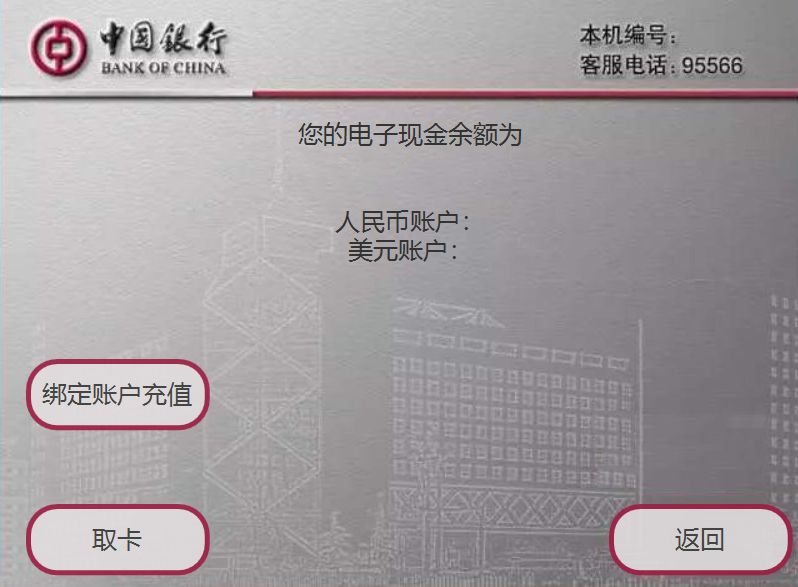 中国银行
BANK OF CHINA
本机编号：
客服电话：95566
您的电子现金余额为
人民币账户：
美元账户：
绑定账户充值
取卡
返回